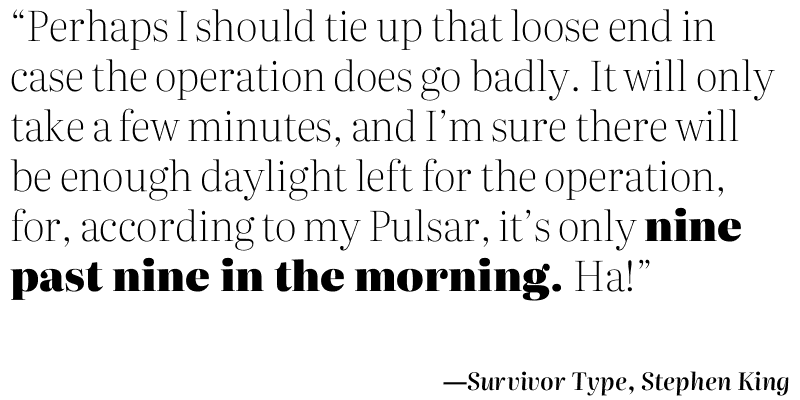 “Perhaps I should tie up that loose end in
case the operation does go badly. It will only
take a few minutes, and I’m sure there will
be enough daylight left for the operation,
for, according to my Pulsar, it’s only nine
past nine in the morning. Ha!”
—Survivor Type, Stephen King